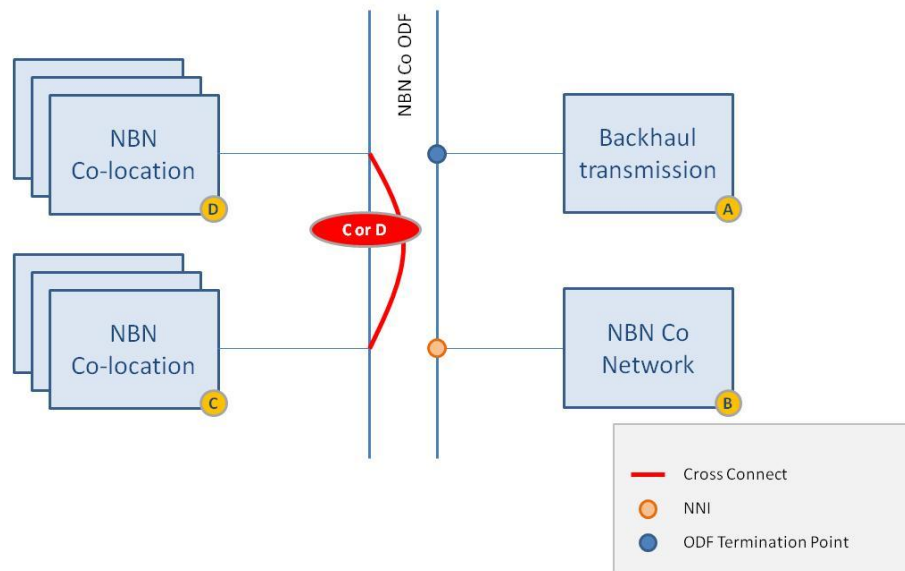 NBN Co ODF
NBN
Co-location
D
Backhaul
transmission
A
C or D
NBN
Co-location
C
NBN Co
Network
B
Cross Connect
NNI
ODF Termination Point